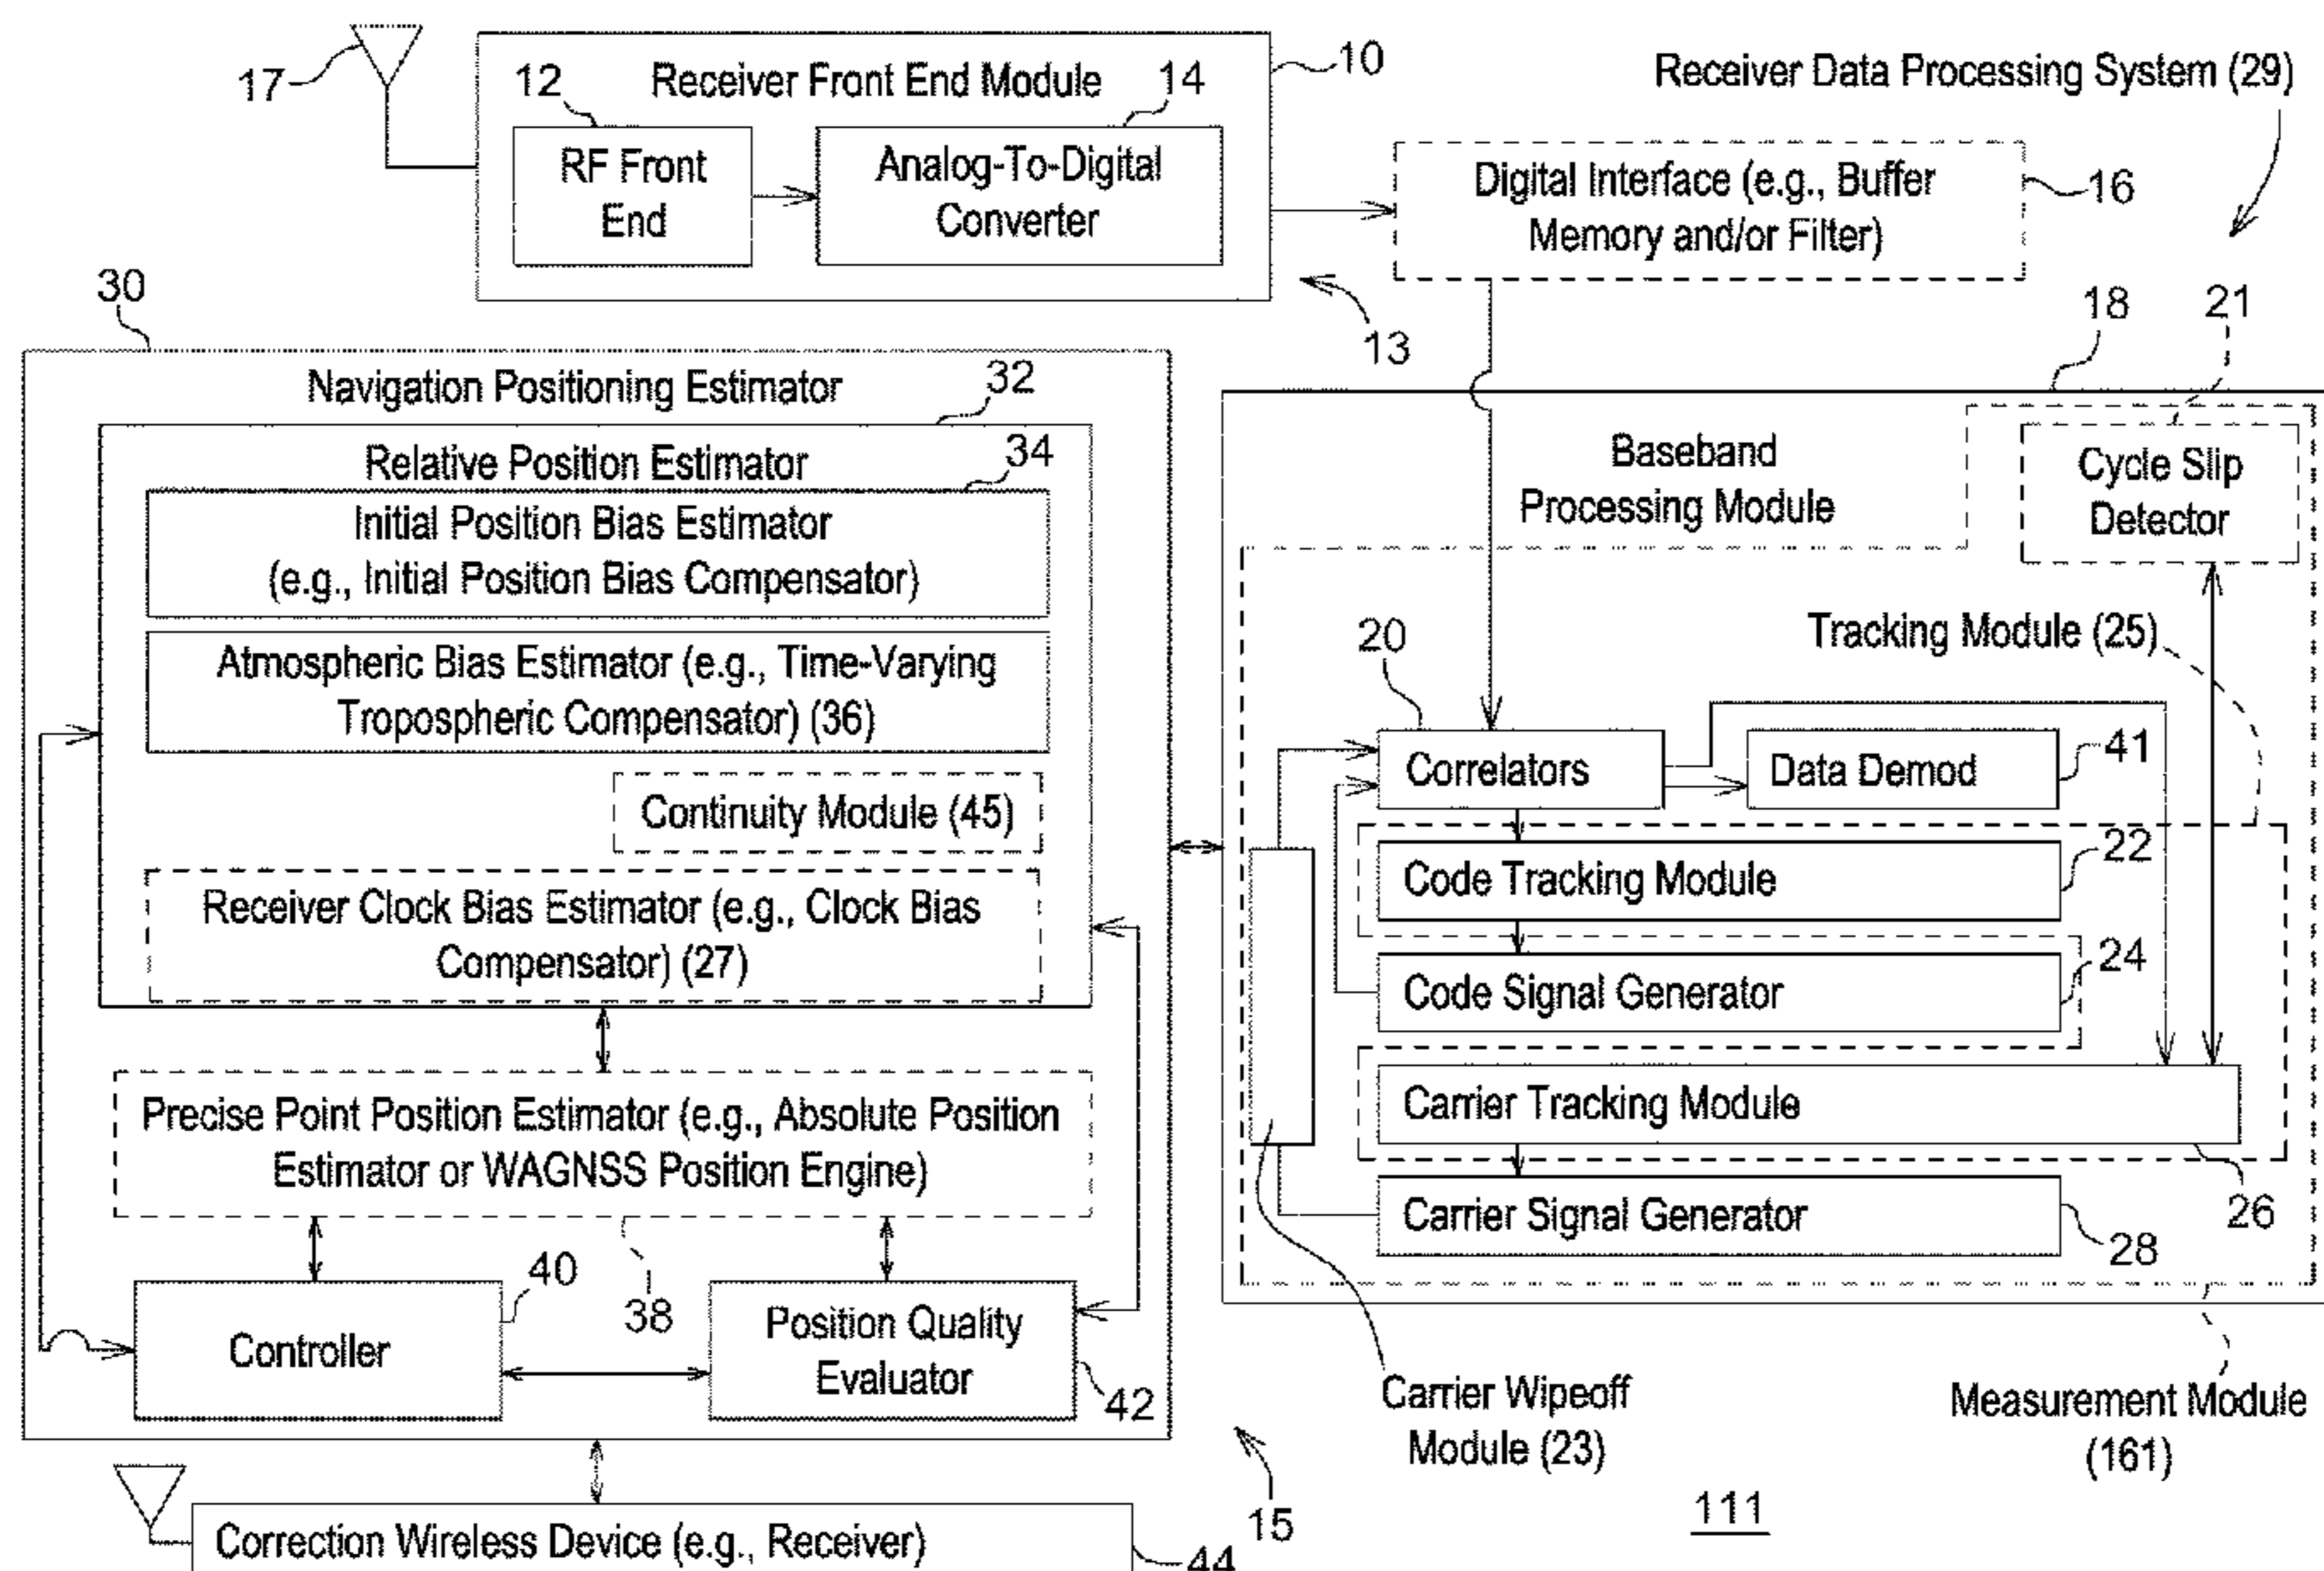 17
12
Receiver Front End Module
14
10
Receiver Data Processing System (29)
RF Front
End
Analog-To-Digital
Converter
Digital Interface (e.g., Buffer
Memory and/or Filter)
16
13
30
Navigation Positioning Estimator
32
Relative Position Estimator
34
Initial Position Bias Estimator
(e.g., Initial Position Bias Compensator)
Atmospheric Bias Estimator (e.g., Time-Varying
Tropospheric Compensator) (36)
Continuity Module (45)
Receiver Clock Bias Estimator (e.g., Clock Bias
Compensator) (27)
Precise Point Position Estimator (e.g., Absolute Position
Estimator or WAGNSS Position Engine)
40
38
Controller
Position Quality
Evaluator
42
Correction Wireless Device (e.g., Receiver)
44
15
18
21
Baseband
Processing Module
Cycle Slip
Detector
Tracking Module (25)
20
Correlators
Data Demod
41
Code Tracking Module
22
Code Signal Generator
24
Carrier Tracking Module
26
Carrier Signal Generator
28
Carrier Wipeoff
Module (23)
Measurement Module
(161)
111